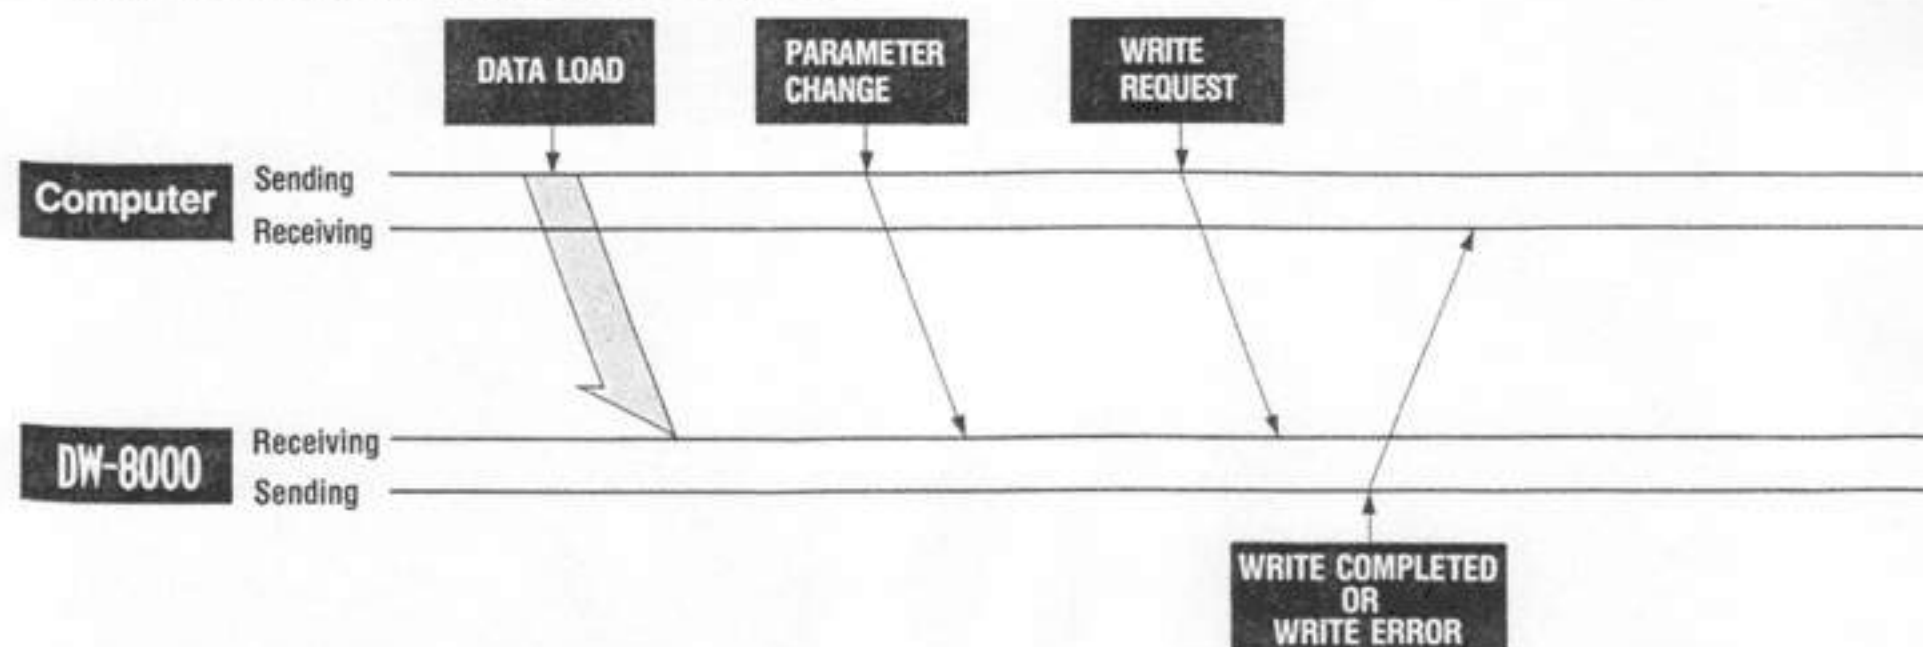 DATA LOAD
PARAMETER
CHANGE
WRITE
REQUEST
Computer
Sending
Receiving
DW-8000
Receiving
Sending
WRITE COMPLETED
OR
WRITE ERROR